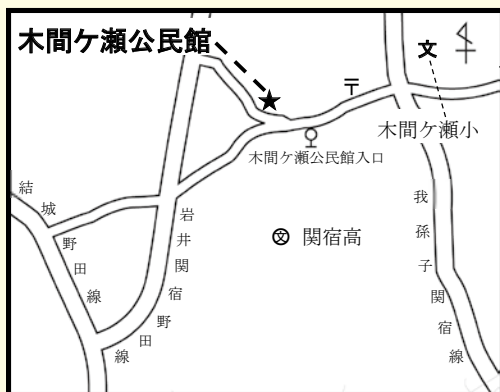 木間ケ瀬公民館
文
〒
木間ケ瀬小
木間ケ瀬公民館入口
結城野田線
岩井関宿野田線
文 関宿高
我孫子関宿線